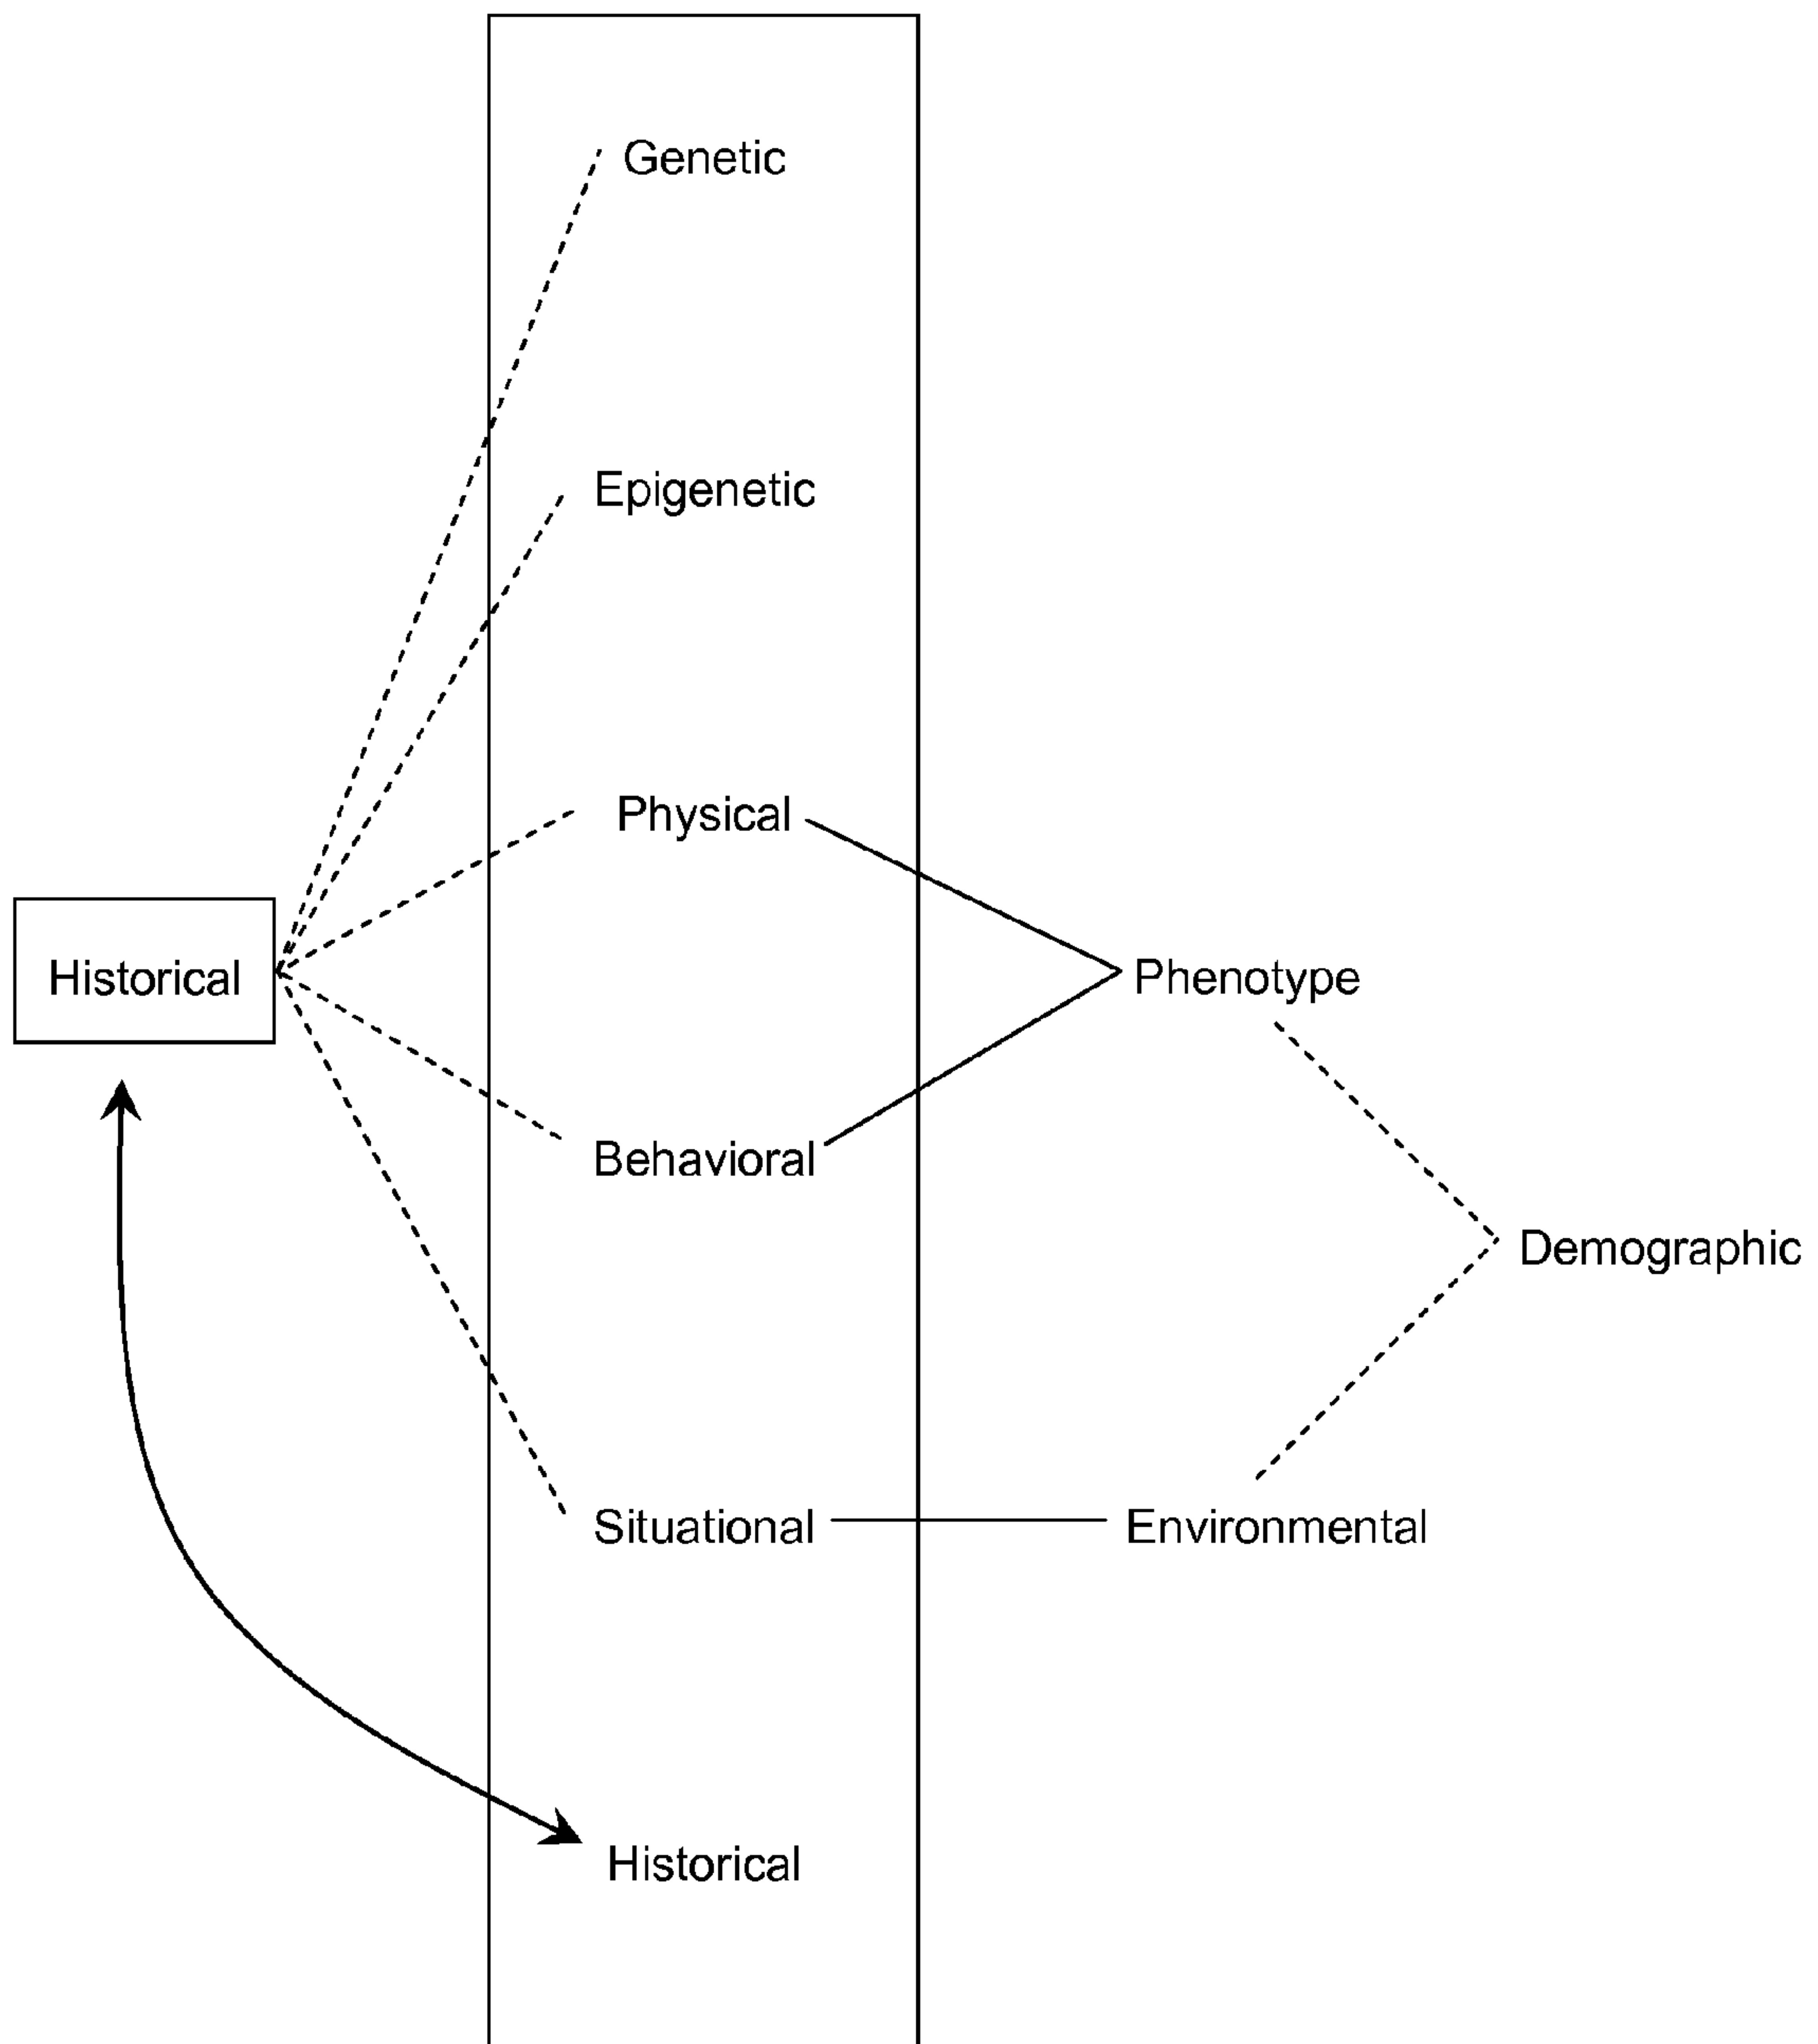 Genetic
Epigenetic
Physical
Historical
Phenotype
Behavioral
Demographic
Situational
Environmental
Historical